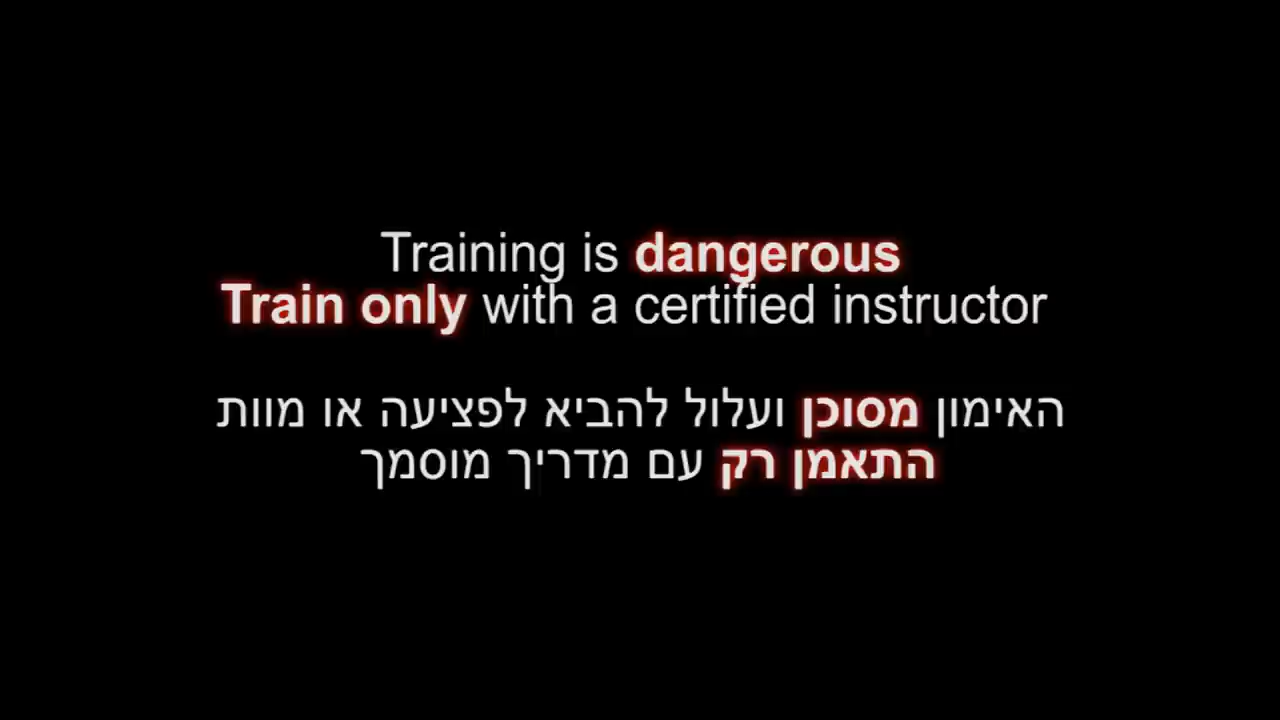 Training is dangerous
Train only with a certified instructor
האימון מסוכן ועלול להביא לפציעה או מוות
התאמן רק עם מדריך מוסמך